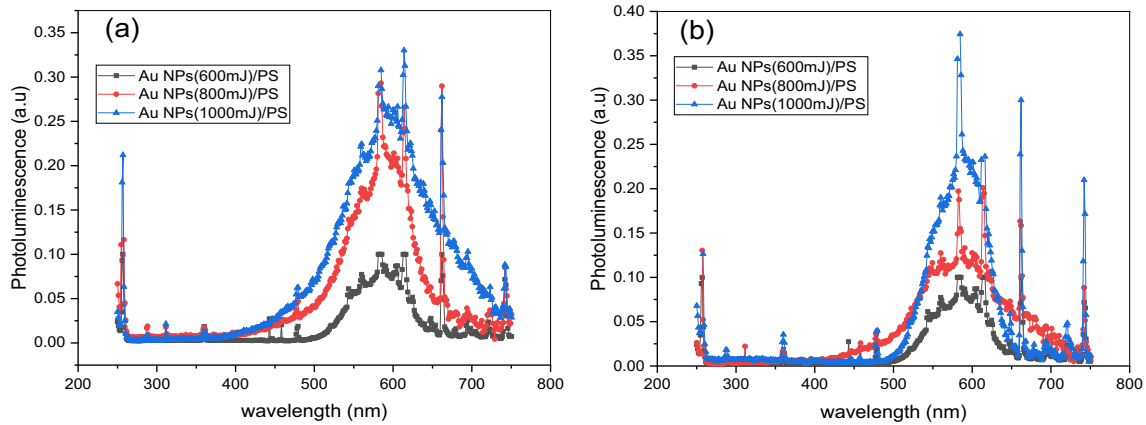 (a)
Au NPs(600mJ)/PS
Au NPs(800mJ)/PS
Au NPs(1000mJ)/PS
Photoluminescence (a.u)
0.35
0.30
0.25
0.20
0.15
0.10
0.05
0.00
200 300 400 500 600 700 800
wavelength (nm)
(b)
Au NPs(600mJ)/PS
Au NPs(800mJ)/PS
Au NPs(1000mJ)/PS
Photoluminescence (a.u)
0.40
0.35
0.30
0.25
0.20
0.15
0.10
0.05
0.00
200 300 400 500 600 700 800
wavelength (nm)